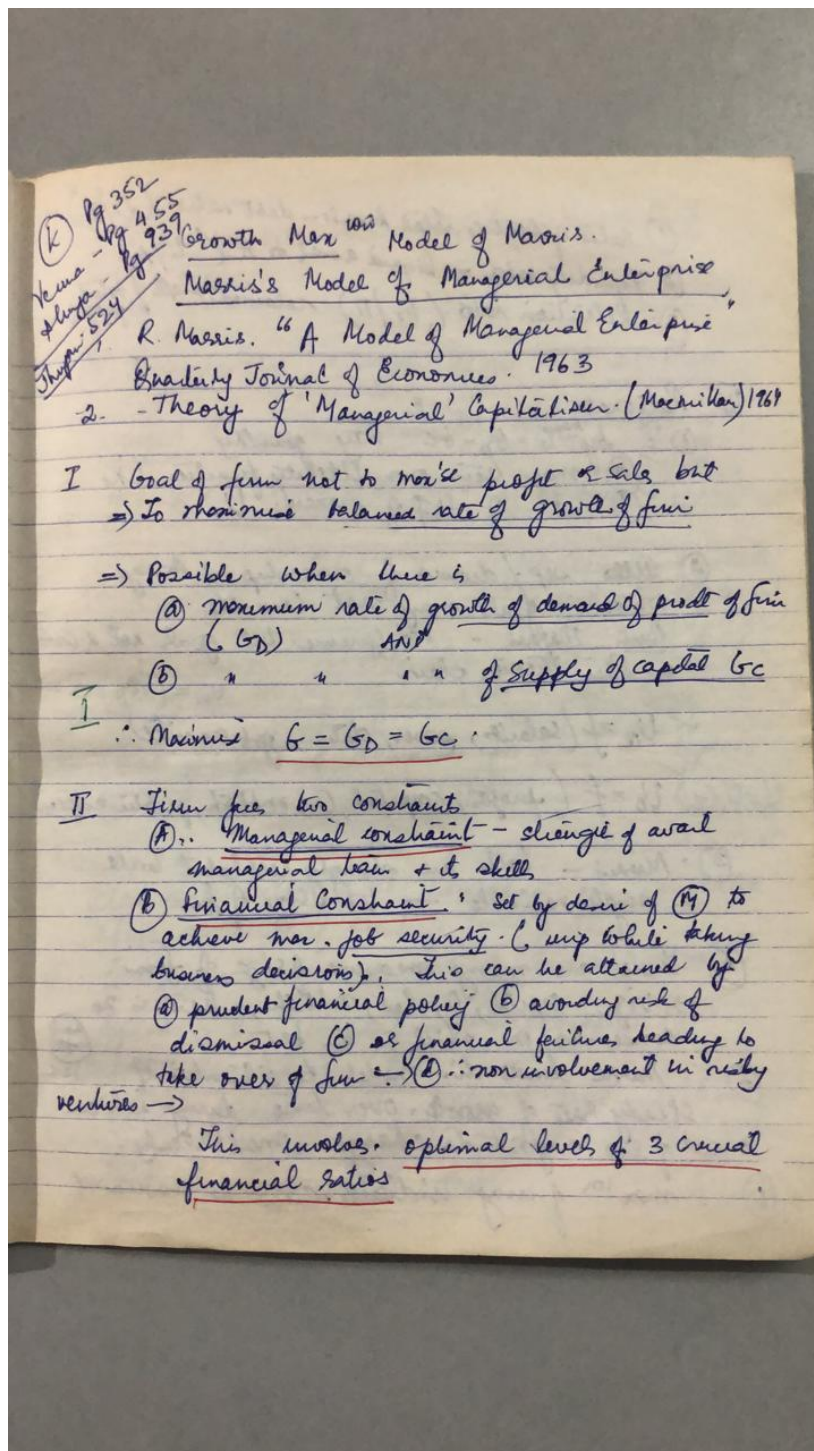 (K) Pg 352
Verma - Pg 455
Ahuja - Pg 939
Jhingan 524
Growth Maxion Model of Marris.
Marris's Model of Managerial Enterprise
1. R. Marris. "A Model of Managerial Enterprise"
Quarterly Journal of Economics. 1963
2. - Theory of 'Managerial' Capitalism. (Macmillan) 1964
I Goal of firm not to max'se profit or sales but
=> To maximise balanced rate of growth of firm
=> Possible when there is
(a) maximum rate of growth of demand of prodt of firm
(GD) AND
(b) " " " " of supply of capital GC
I
∴ Maximise G = GD = GC.
II Firm faces two constraints
(A).. Managerial constraint - strength of avail
managerial team + its skills
(b) Financial Constraint: Set by desire of (M) to
achieve max. job security. ( while taking
business decisions). This can be attained by
(a) prudent financial policy (b) avoiding risk of
dismissal (c) or financial failures leading to
take over of firm -> (d) ∴ non involvement in risky
ventures ->
This involves. optimal levels of 3 crucial
financial ratios